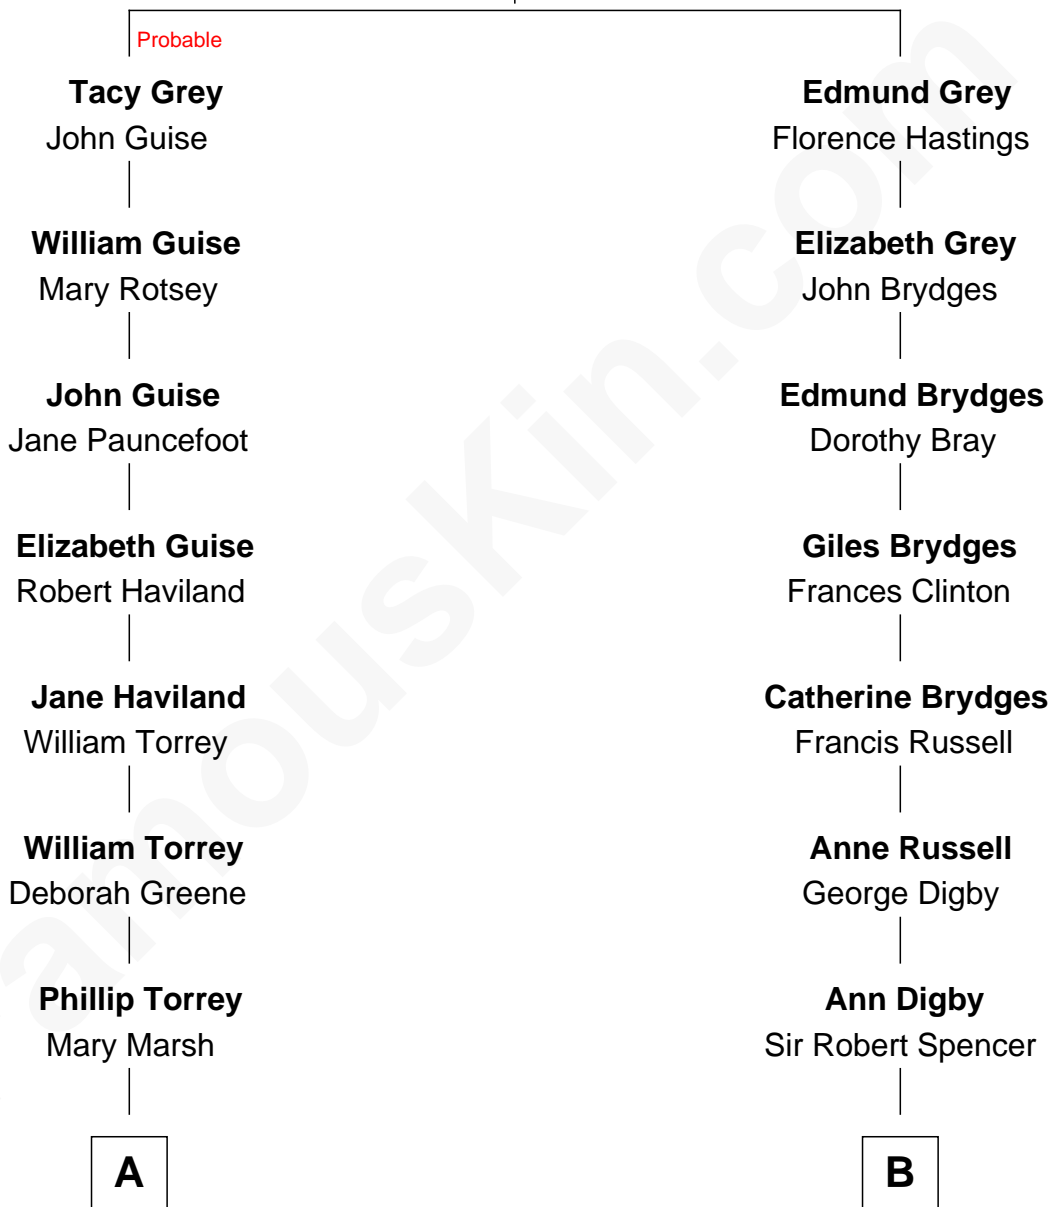 Probable
Tacy Grey
John Guise
William Guise
Mary Rotsey
John Guise
Jane Pauncefoot
Elizabeth Guise
Robert Haviland
Jane Haviland
William Torrey
William Torrey
Deborah Greene
Phillip Torrey
Mary Marsh
A
Edmund Grey
Florence Hastings
Elizabeth Grey
John Brydges
Edmund Brydges
Dorothy Bray
Giles Brydges
Frances Clinton
Catherine Brydges
Francis Russell
Anne Russell
George Digby
Ann Digby
Sir Robert Spencer
B
amousKin.com